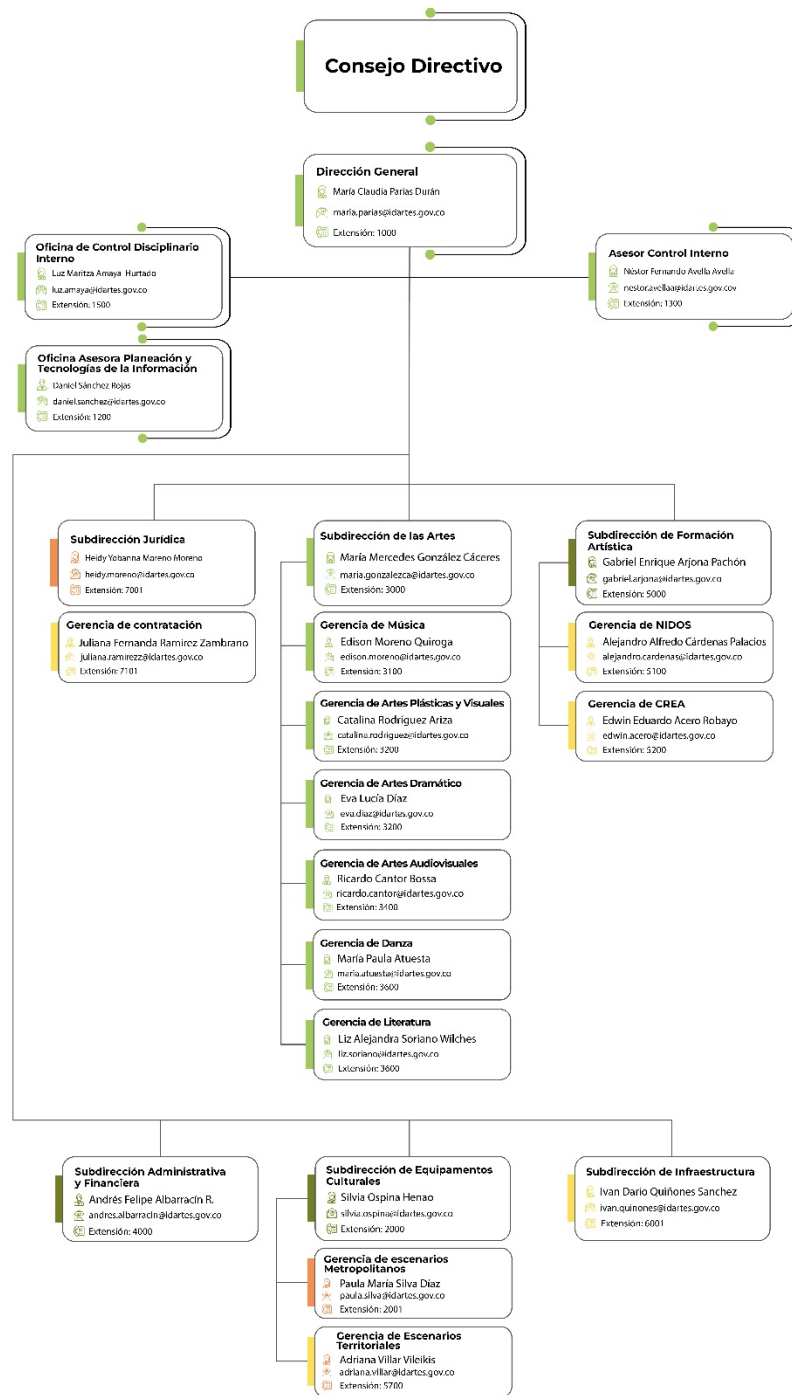 Consejo Directivo
Dirección General
María Claudia Parias Durán
maria.parias@idartes.gov.co
Extensión: 1000
Oficina de Control Disciplinario
Interno
Luz Maritza Amaya Hurtado
luz.amaya@idartes.gov.co
Extensión: 1500
Asesor Control Interno
Néstor Fernando Avella Avella
nestor.avellaa@idartes.gov.cov
Extensión: 1300
Oficina Asesora Planeación y
Tecnologías de la Información
Daniel Sánchez Rojas
daniel.sanchez@idartes.gov.co
Extensión: 1200
Subdirección Jurídica
Heidy Yobanna Moreno Moreno
heidy.moreno@idartes.gov.co
Extensión: 7001
Gerencia de contratación
Juliana Fernanda Ramirez Zambrano
juliana.ramirezz@idartes.gov.co
Extensión: 7101
Subdirección de las Artes
María Mercedes González Cáceres
maria.gonzalezca@idartes.gov.co
Extensión: 3000
Gerencia de Música
Edison Moreno Quiroga
edison.moreno@idartes.gov.co
Extensión: 3100
Gerencia de Artes Plásticas y Visuales
Catalina Rodríguez Ariza
catalina.rodriguez@idartes.gov.co
Extensión: 3200
Gerencia de Artes Dramático
Eva Lucía Díaz
eva.diaz@idartes.gov.co
Extensión: 3200
Gerencia de Artes Audiovisuales
Ricardo Cantor Bossa
ricardo.cantor@idartes.gov.co
Extensión: 3400
Gerencia de Danza
María Paula Atuesta
maria.atuesta@idartes.gov.co
Extensión: 3600
Gerencia de Literatura
Liz Alejandra Soriano Wilches
liz.soriano@idartes.gov.co
Extensión: 3600
Subdirección de Formación
Artística
Gabriel Enrique Arjona Pachón
gabriel.arjona@idartes.gov.co
Extensión: 5000
Gerencia de NIDOS
Alejandro Alfredo Cárdenas Palacios
alejandro.cardenas@idartes.gov.co
Extensión: 5100
Gerencia de CREA
Edwin Eduardo Acero Robayo
edwin.acero@idartes.gov.co
Extensión: 5200
Subdirección Administrativa
y Financiera
Andrés Felipe Albarracín R.
andres.albarracin@idartes.gov.co
Extensión: 4000
Subdirección de Equipamentos
Culturales
Silvia Ospina Henao
silvia.ospina@idartes.gov.co
Extensión: 2000
Gerencia de escenarios
Metropolitanos
Paula María Silva Díaz
paula.silva@idartes.gov.co
Extensión: 2001
Gerencia de Escenarios
Territoriales
Adriana Villar Vileikis
adriana.villar@idartes.gov.co
Extensión: 5700
Subdirección de Infraestructura
Ivan Dario Quiñones Sanchez
ivan.quinones@idartes.gov.co
Extensión: 6001